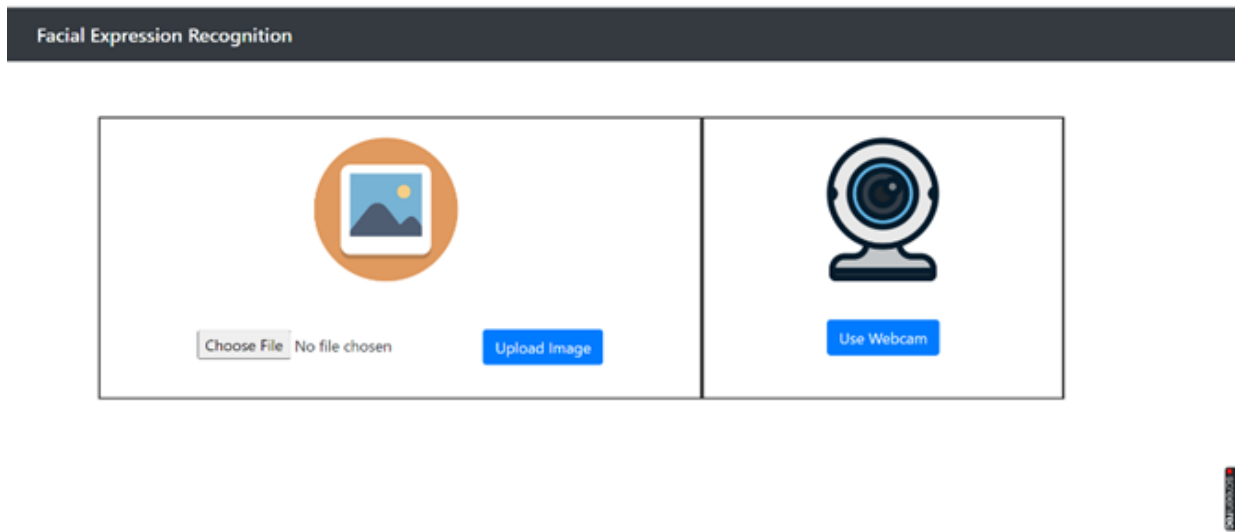 Facial Expression Recognition
Choose File No file chosen
Upload Image
Use Webcam